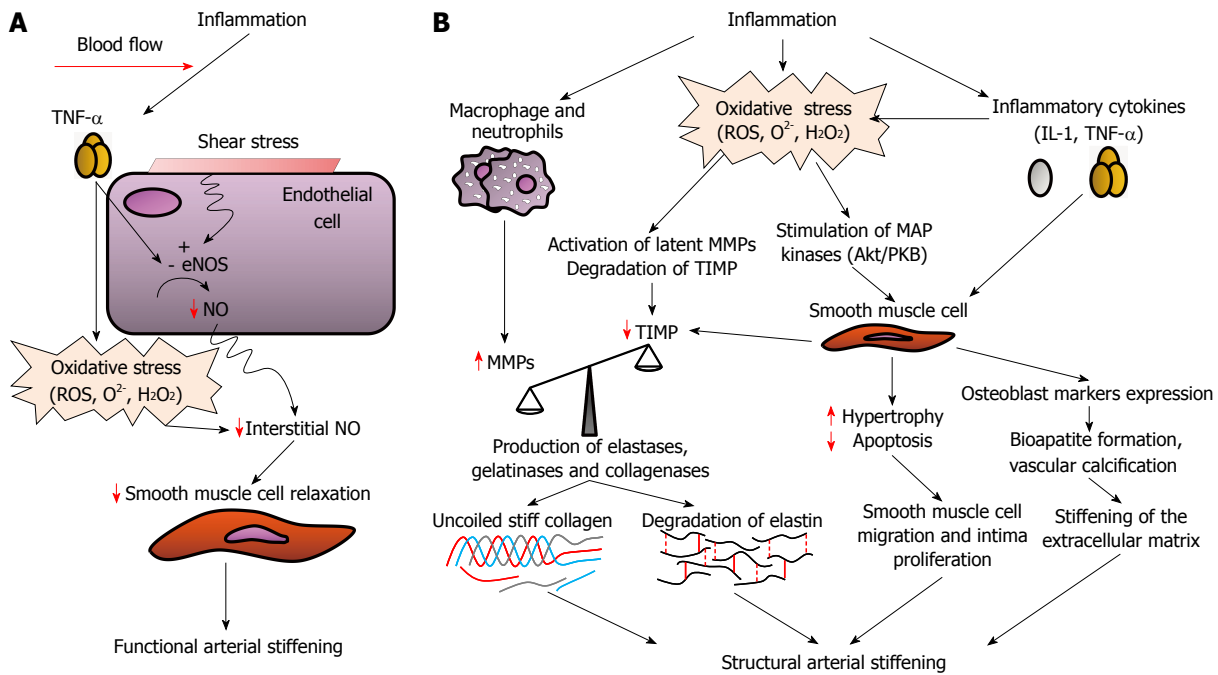 A
Inflammation
Blood flow
TNF-α
Shear stress
Endothelial
cell
+
- eNOS
NO
Oxidative stress
(ROS, O²⁻, H₂O₂)
Interstitial NO
Smooth muscle cell relaxation
Functional arterial stiffening
B
Inflammation
Macrophage and
neutrophils
Oxidative stress
(ROS, O²⁻, H₂O₂)
Inflammatory cytokines
(IL-1, TNF-α)
Activation of latent MMPs
Degradation of TIMP
Stimulation of MAP
kinases (Akt/PKB)
Smooth muscle cell
TIMP
MMPs
Production of elastases,
gelatinases and collagenases
Hypertrophy
Apoptosis
Osteoblast markers expression
Bioapatite formation,
vascular calcification
Uncoiled stiff collagen
Degradation of elastin
Smooth muscle cell
migration and intima
proliferation
Stiffening of the
extracellular matrix
Structural arterial stiffening